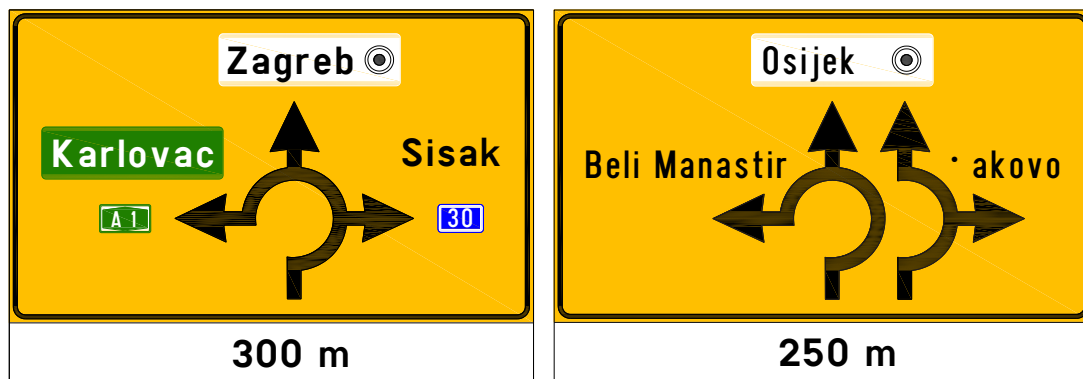 Zagreb
Karlovac
Sisak
A 1
30
300 m
Osijek
Beli Manastir
akovo
250 m